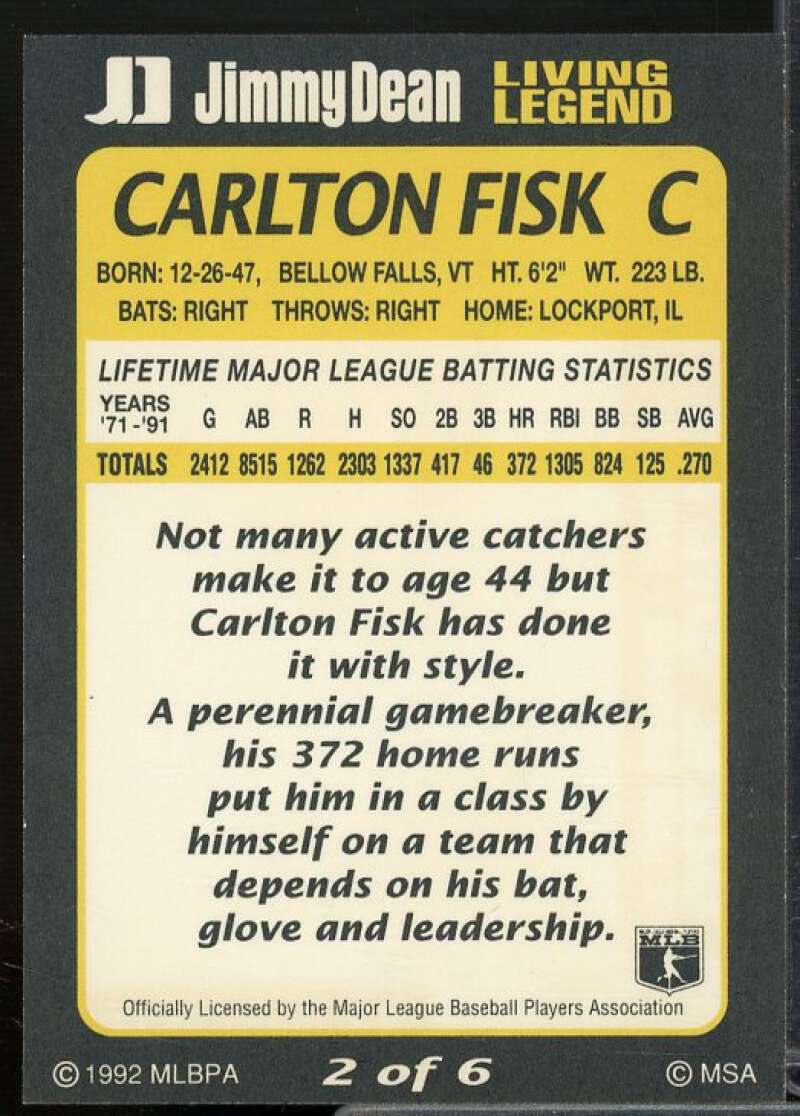 JD JimmyDean LIVING LEGEND
CARLTON FISK C
BORN: 12-26-47, BELLOW FALLS, VT HT. 6'2" WT. 223 LB.
BATS: RIGHT THROWS: RIGHT HOME: LOCKPORT, IL
LIFETIME MAJOR LEAGUE BATTING STATISTICS
YEARS '71-'91 G AB R H SO 2B 3B HR RBI BB SB AVG
TOTALS 2412 8515 1262 2303 1337 417 46 372 1305 824 125 .270
Not many active catchers
make it to age 44 but
Carlton Fisk has done
it with style.
A perennial gamebreaker,
his 372 home runs
put him in a class by
himself on a team that
depends on his bat,
glove and leadership.
MLB
Officially Licensed by the Major League Baseball Players Association
© 1992 MLBPA 2 of 6 © MSA